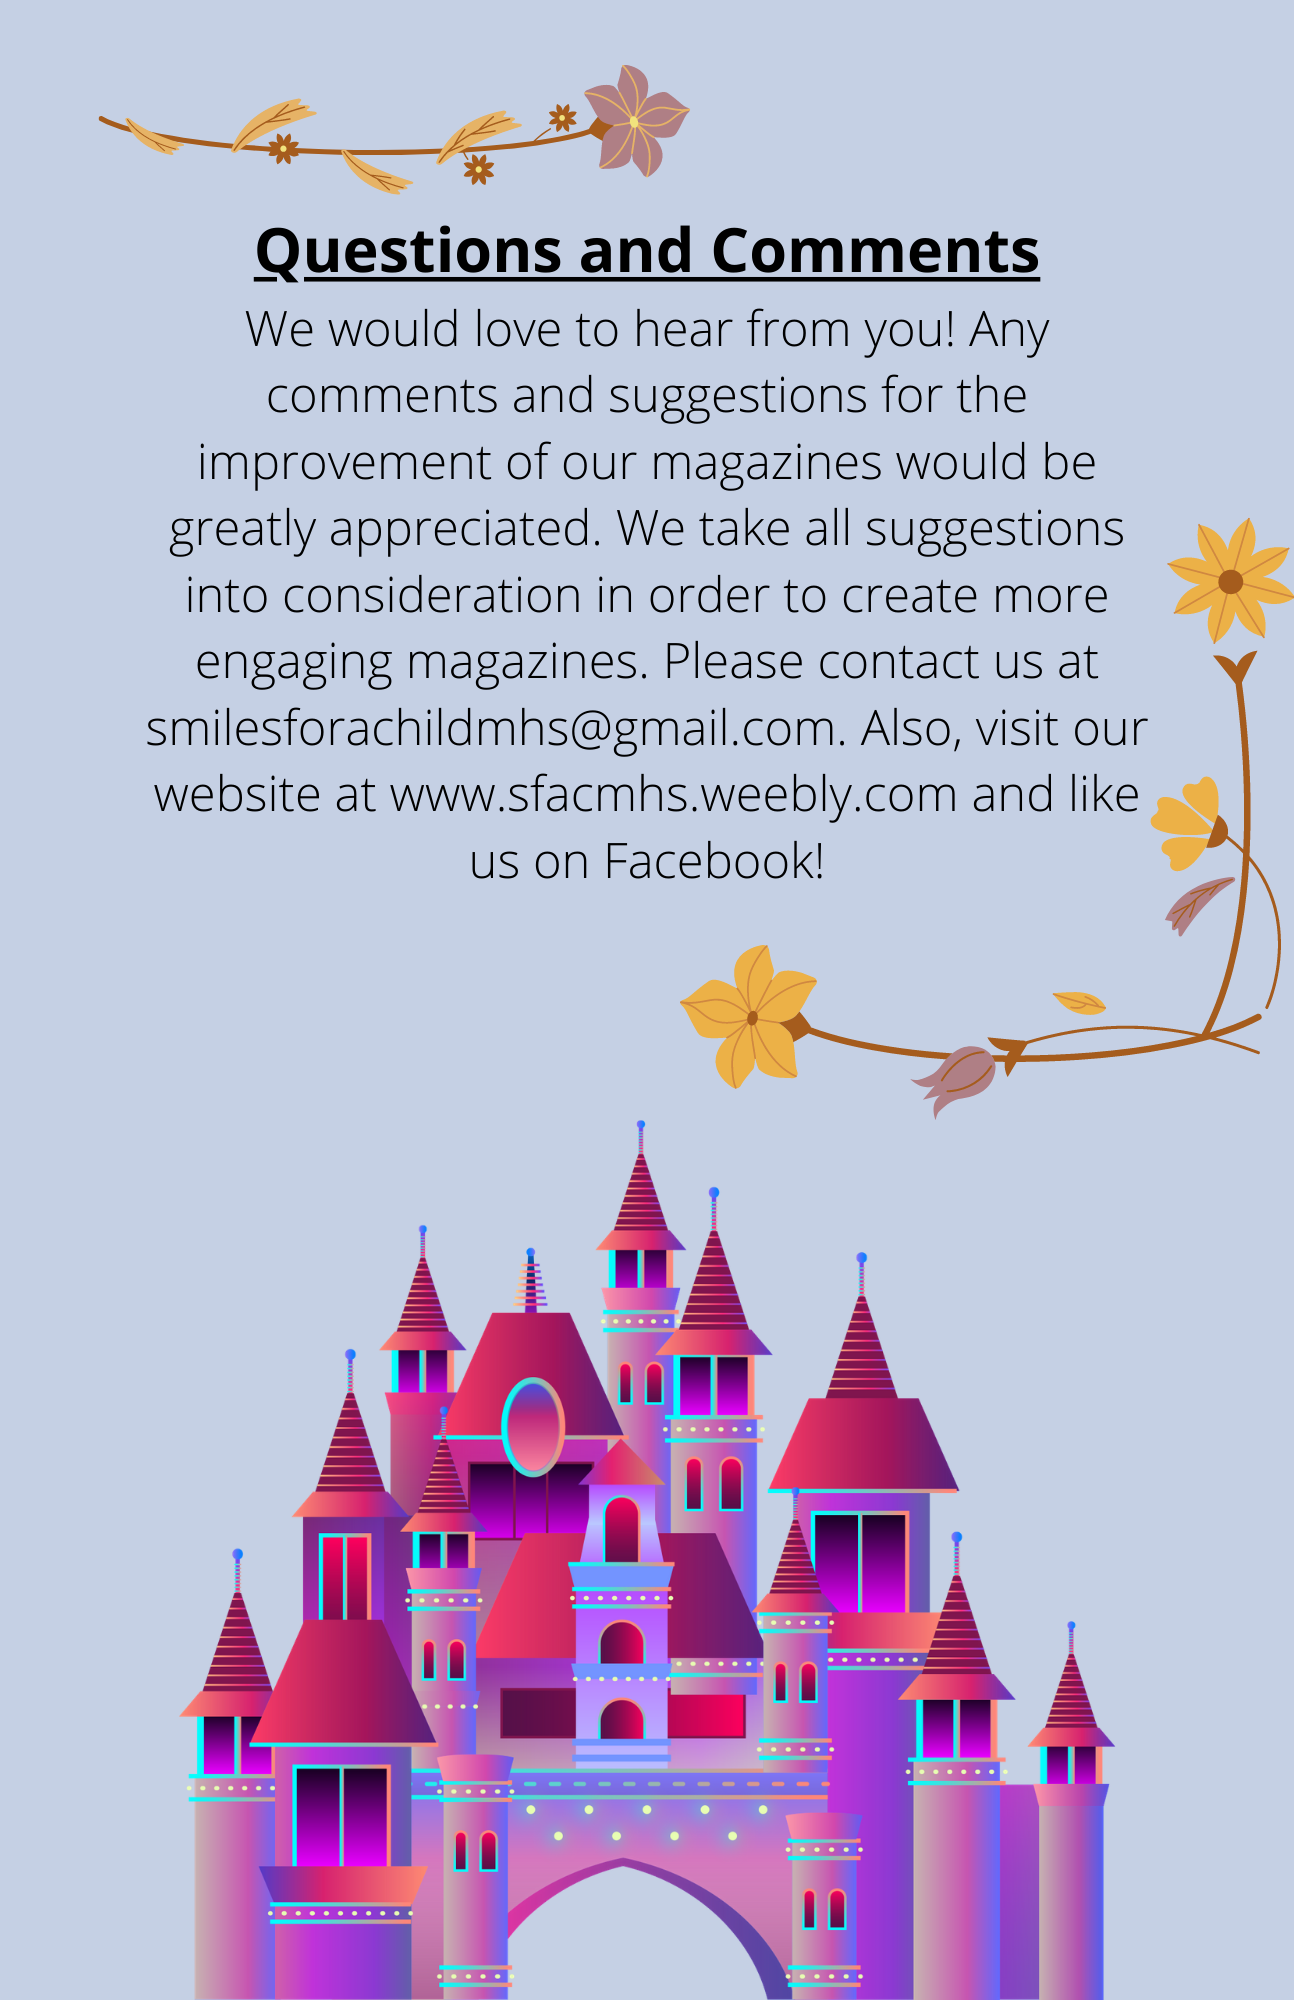 Questions and Comments
We would love to hear from you! Any
comments and suggestions for the
improvement of our magazines would be
greatly appreciated. We take all suggestions
into consideration in order to create more
engaging magazines. Please contact us at
smilesforachildmhs@gmail.com. Also, visit our
website at www.sfacmhs.weebly.com and like
us on Facebook!